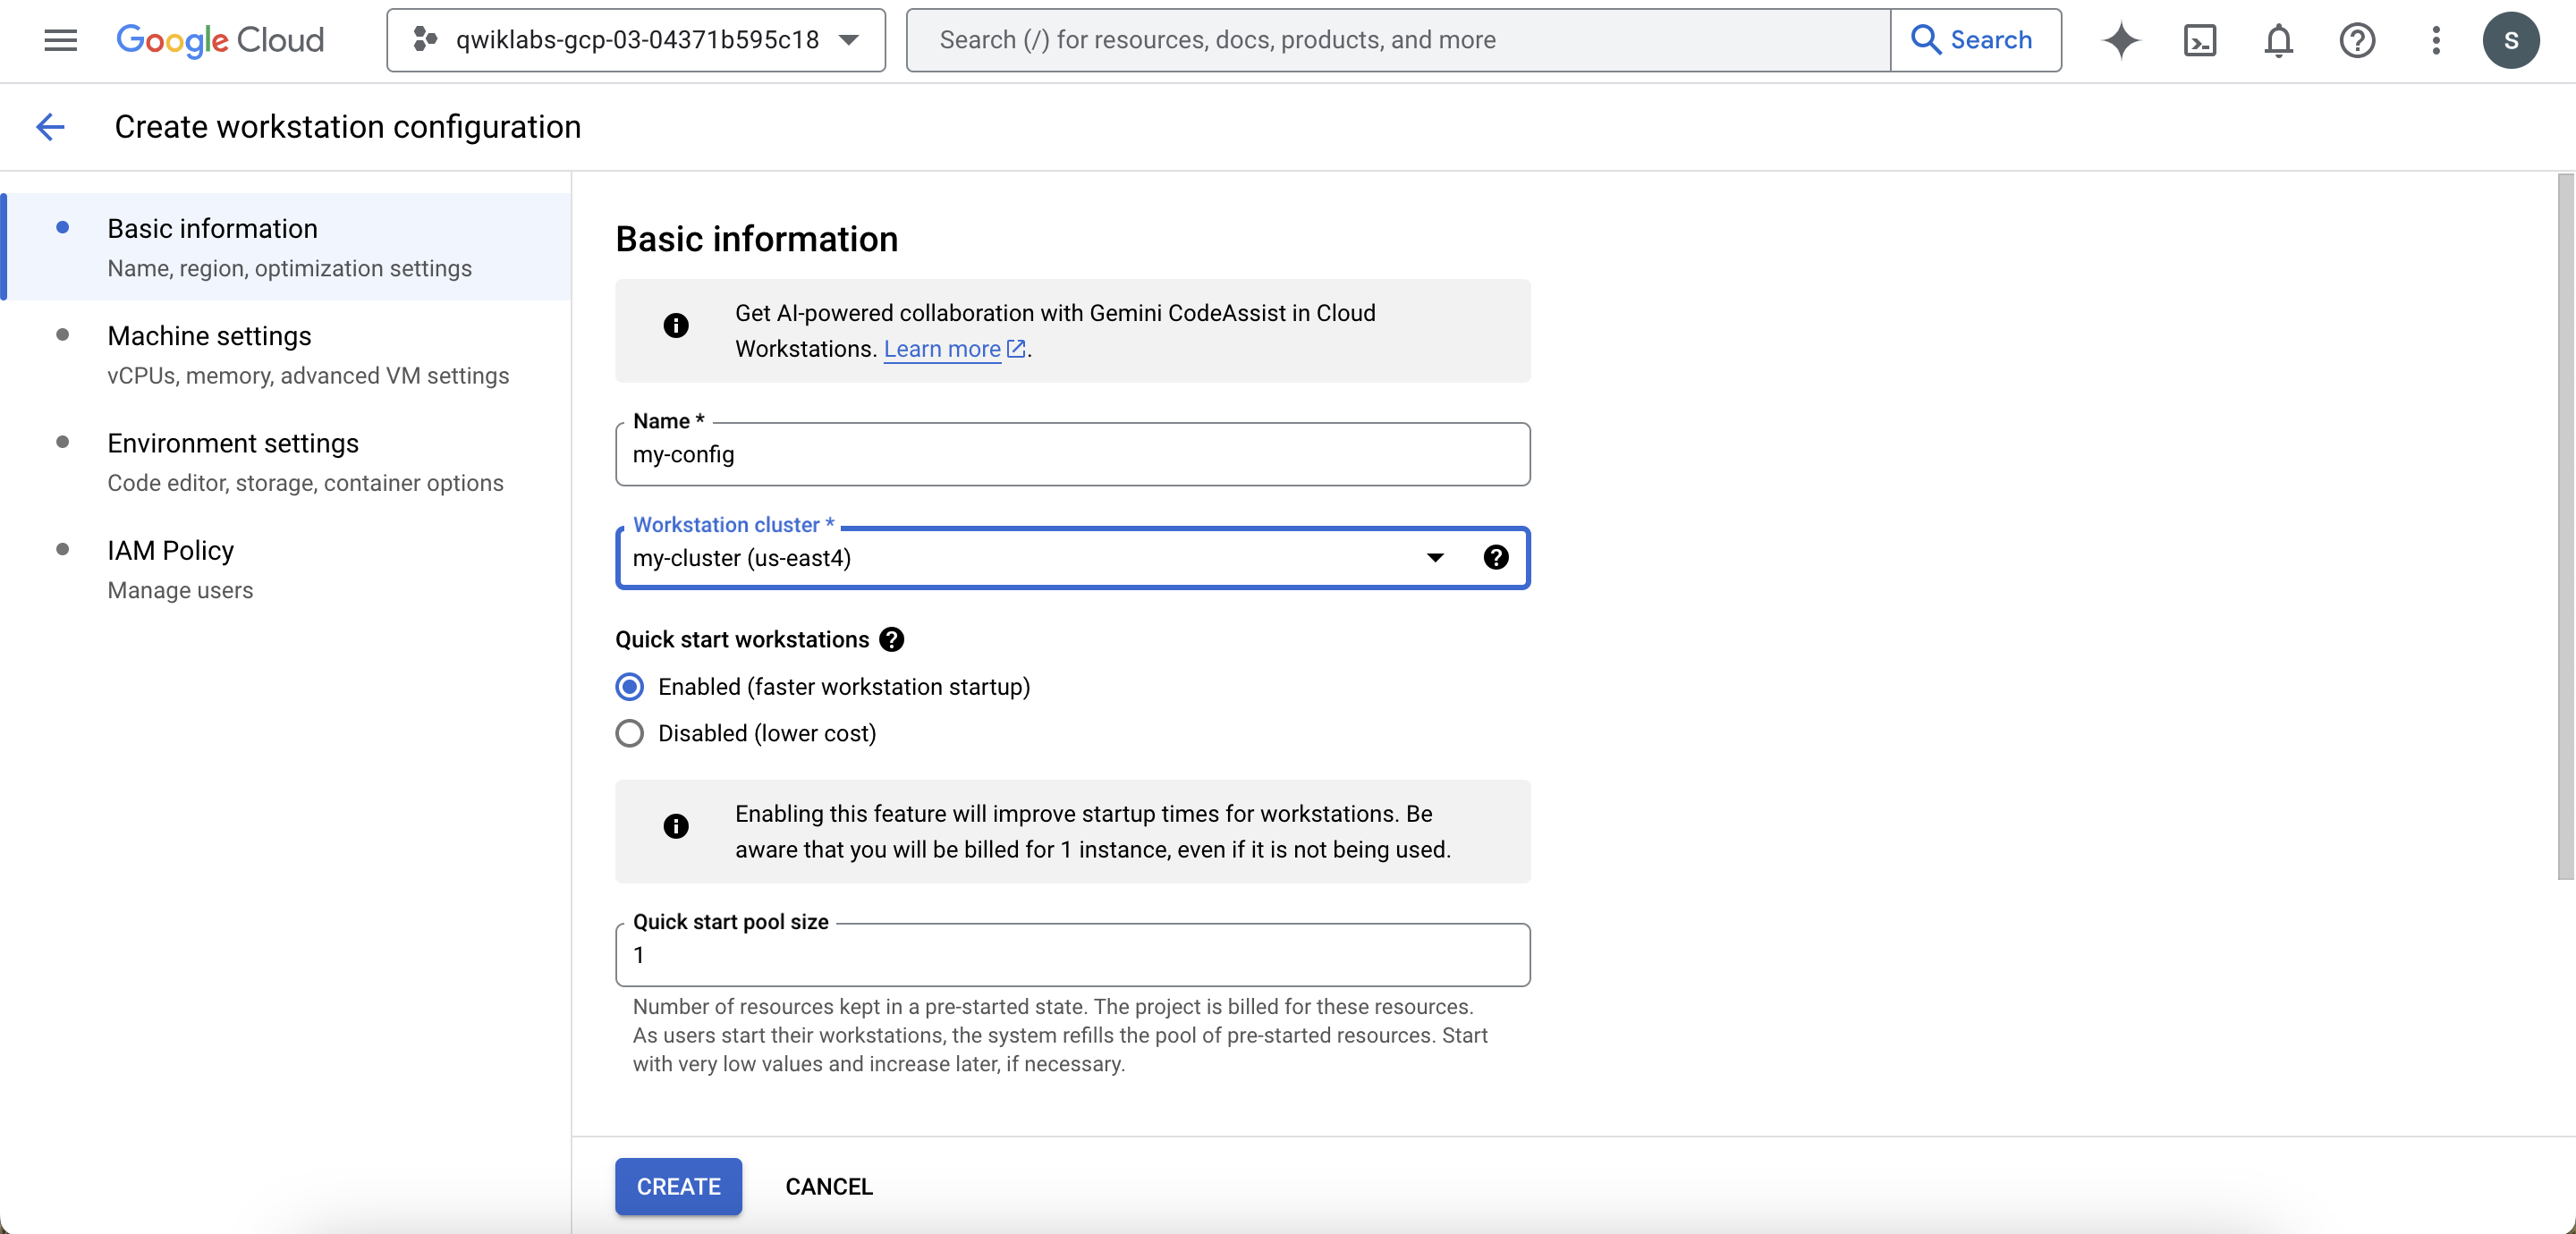 Google Cloud
qwiklabs-gcp-03-04371b595c18
Search (/) for resources, docs, products, and more
Search
S
Create workstation configuration
Basic information
Name, region, optimization settings
Machine settings
vCPUs, memory, advanced VM settings
Environment settings
Code editor, storage, container options
IAM Policy
Manage users
Basic information
Get AI-powered collaboration with Gemini CodeAssist in Cloud
Workstations. Learn more.
Name *
my-config
Workstation cluster *
my-cluster (us-east4)
Quick start workstations
Enabled (faster workstation startup)
Disabled (lower cost)
Enabling this feature will improve startup times for workstations. Be
aware that you will be billed for 1 instance, even if it is not being used.
Quick start pool size
1
Number of resources kept in a pre-started state. The project is billed for these resources.
As users start their workstations, the system refills the pool of pre-started resources. Start
with very low values and increase later, if necessary.
CREATE
CANCEL